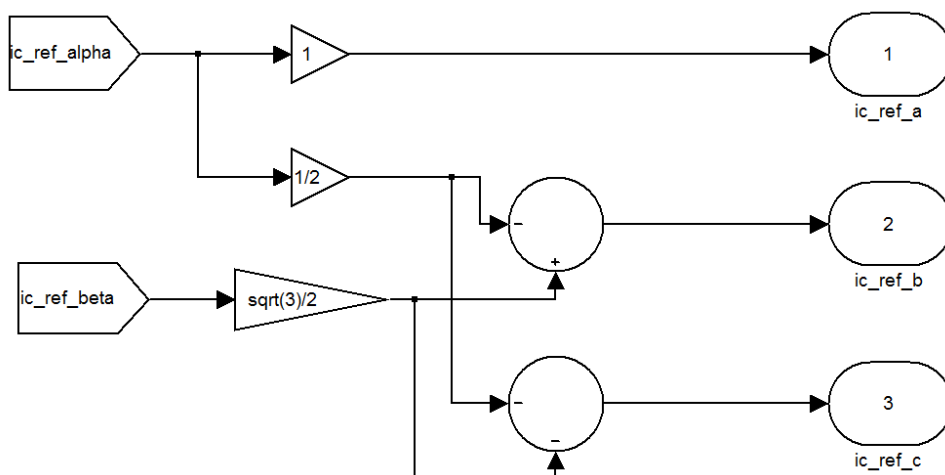 ic_ref_alpha
1
1
ic_ref_a
1/2
-
+
2
ic_ref_b
ic_ref_beta
sqrt(3)/2
-
-
3
ic_ref_c